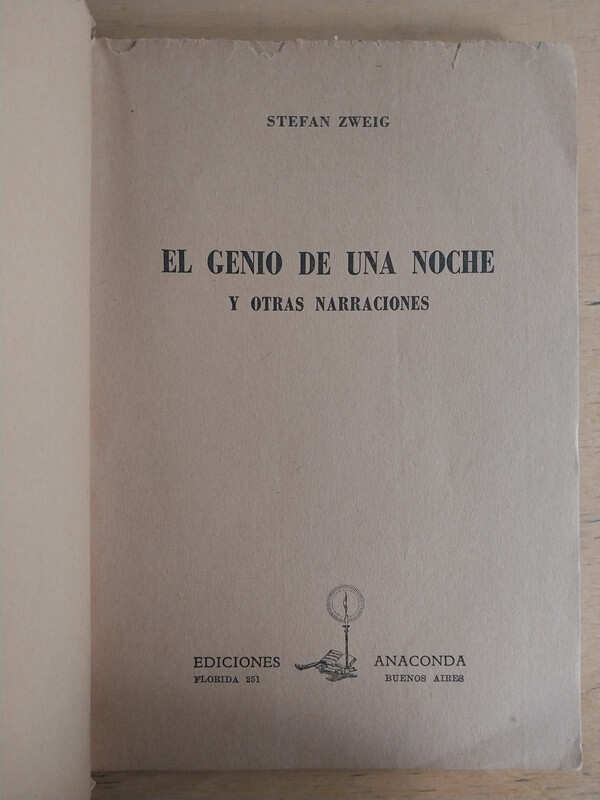 STEFAN ZWEIG
EL GENIO DE UNA NOCHE
Y OTRAS NARRACIONES
EDICIONES ANACONDA
FLORIDA 251 BUENOS AIRES